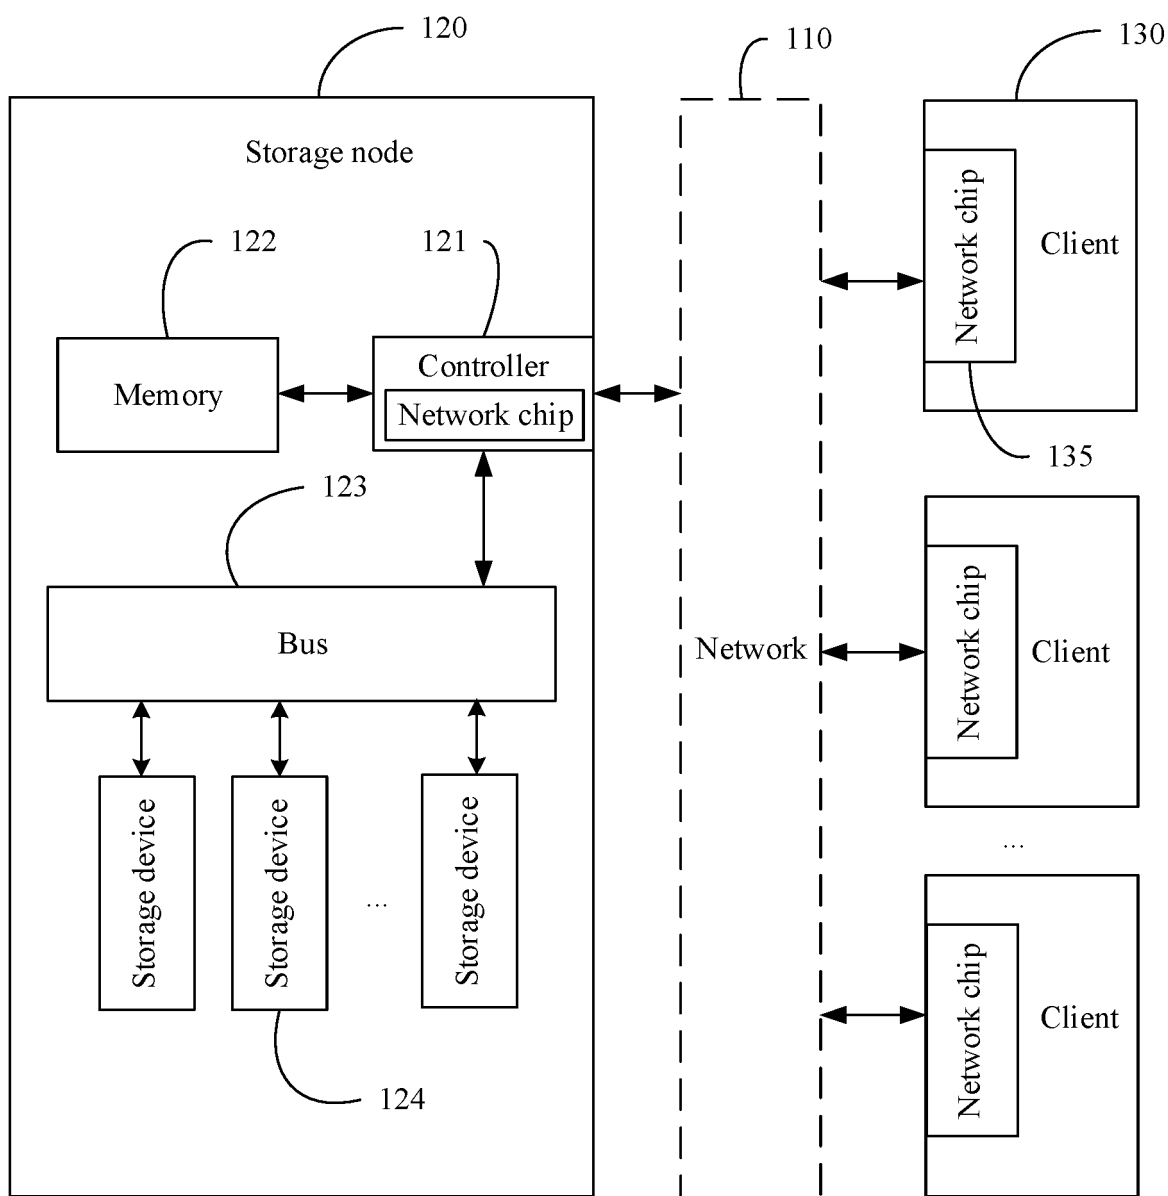 120
110
130
Storage node
Network chip
Client
122
121
Controller
Memory
Network chip
135
123
Bus
Network
Network chip
Client
Storage device
Storage device
...
Storage device
...
Network chip
Client
124